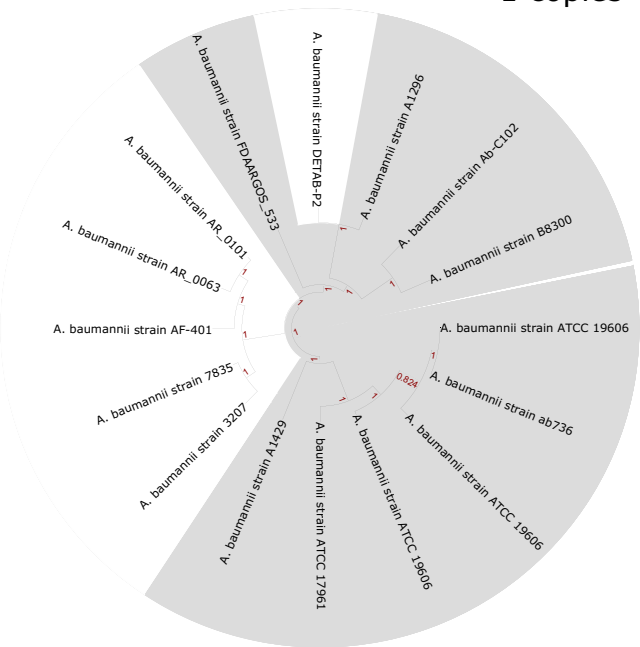 copies
A. baumannii strain DETAB-P2
A. baumannii strain A1296
A. baumannii strain Ab-C102
A. baumannii strain B8300
A. baumannii strain ATCC 19606
A. baumannii strain ab736
A. baumannii strain ATCC 19606
A. baumannii strain ATCC 19606
A. baumannii strain ATCC 17961
A. baumannii strain A1429
A. baumannii strain 3207
A. baumannii strain 7835
A. baumannii strain AF-401
A. baumannii strain AR_0063
A. baumannii strain AR_0101
A. baumannii strain FDAARGOS_533
1
1
1
1
1
1
1
1
1
1
1
0.824
1
1
1